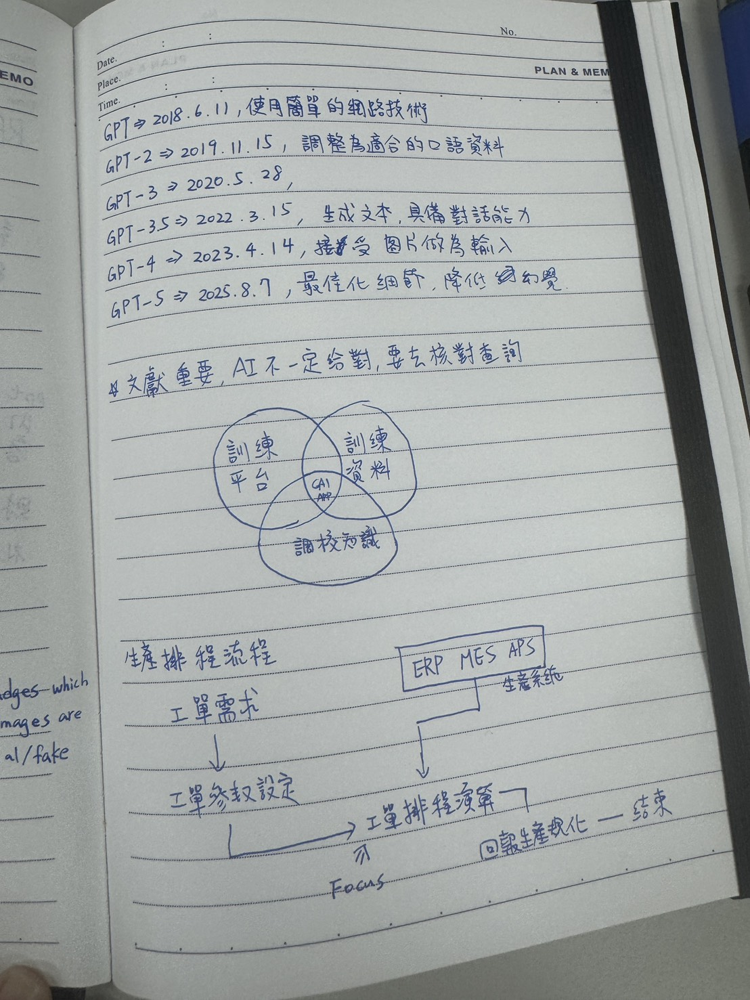 EMO
No.
Date. : :
Place.
PLAN & MEM
Time. : :
GPT⇒2018.6.11,使用簡單的網路技術
GPT-2⇒2019.11.15,調整為適合的口語資料
GPT-3⇒2020.5.28,
GPT-3.5⇒2022.3.15,生成文本,具備對話能力
GPT-4⇒2023.4.14,接受圖片做為輸入
GPT-5⇒2025.8.7,最佳化細節,降低幻覺.
☆文獻重要,AI不一定給對,要去核對查詢
訓練
平台
訓練
資料
CAI
APP
調校知識
生產排程流程
ERP MES APS
生產系統
工單需求
工單參數設定
工單排程演算
回報生產規化 — 結束
Focus
edges which
mages are
al/fake